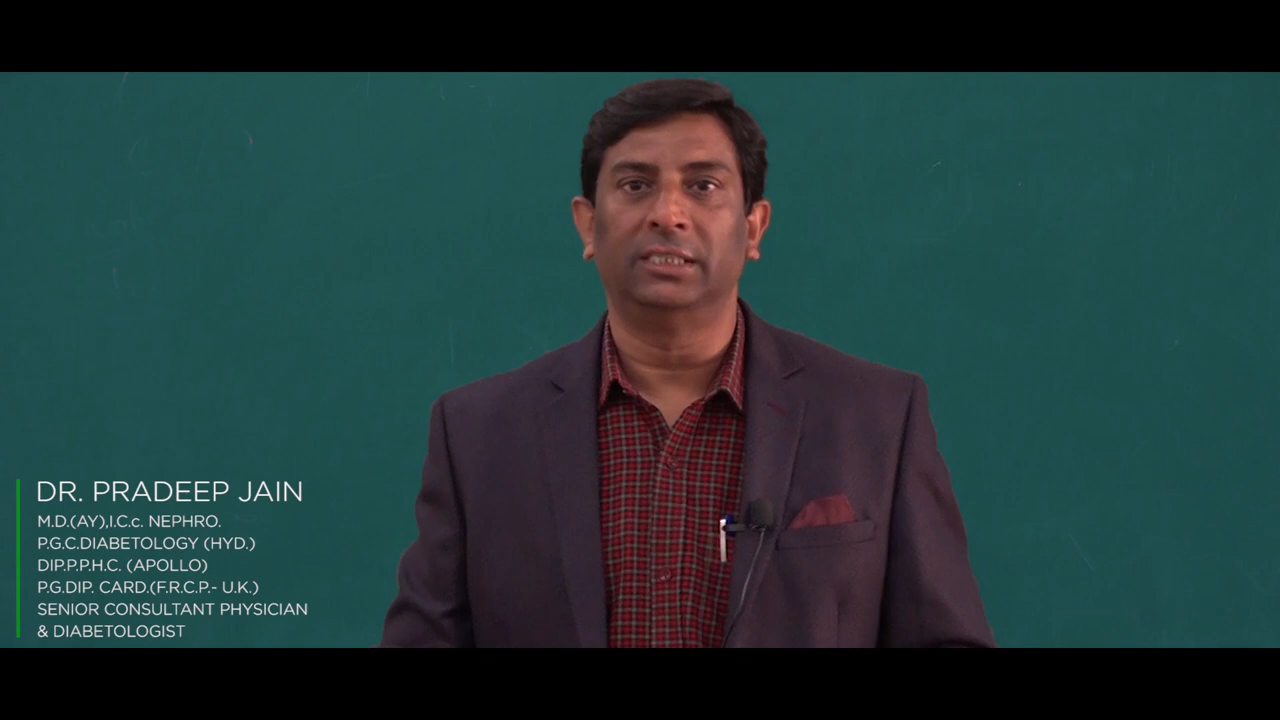 DR. PRADEEP JAIN
M.D.(AY),I.C.c. NEPHRO.
P.G.C.DIABETOLOGY (HYD.)
DIP.P.P.H.C. (APOLLO)
P.G.DIP. CARD.(F.R.C.P.- U.K.)
SENIOR CONSULTANT PHYSICIAN
& DIABETOLOGIST